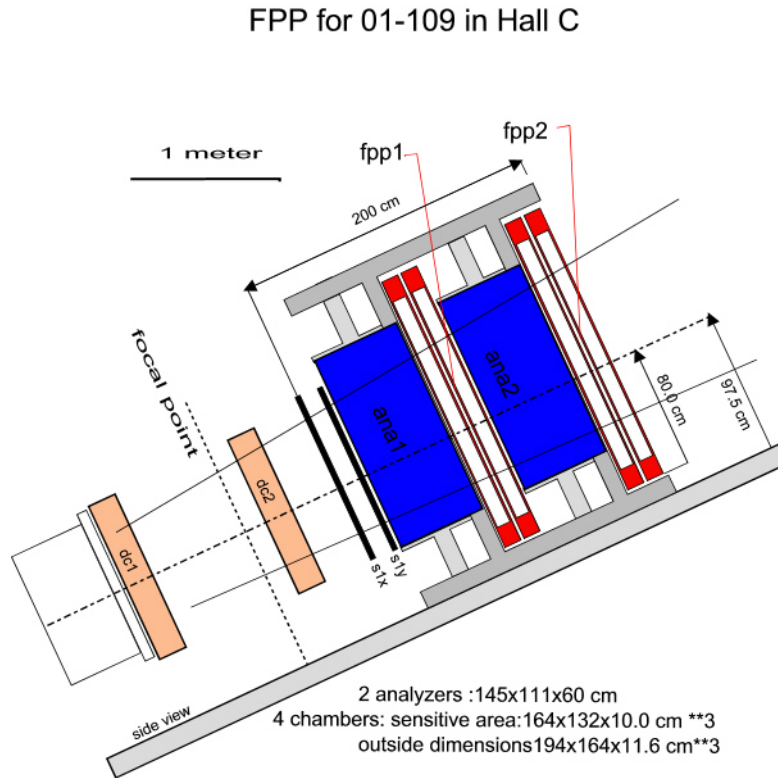 FPP for 01-109 in Hall C
fpp2
fpp1
1 meter
200 cm
focal point
ana1
ana2
80.0 cm
97.5 cm
dc2
dc1
s1x
s1y
side view
2 analyzers :145x111x60 cm
4 chambers: sensitive area:164x132x10.0 cm **3
outside dimensions194x164x11.6 cm**3